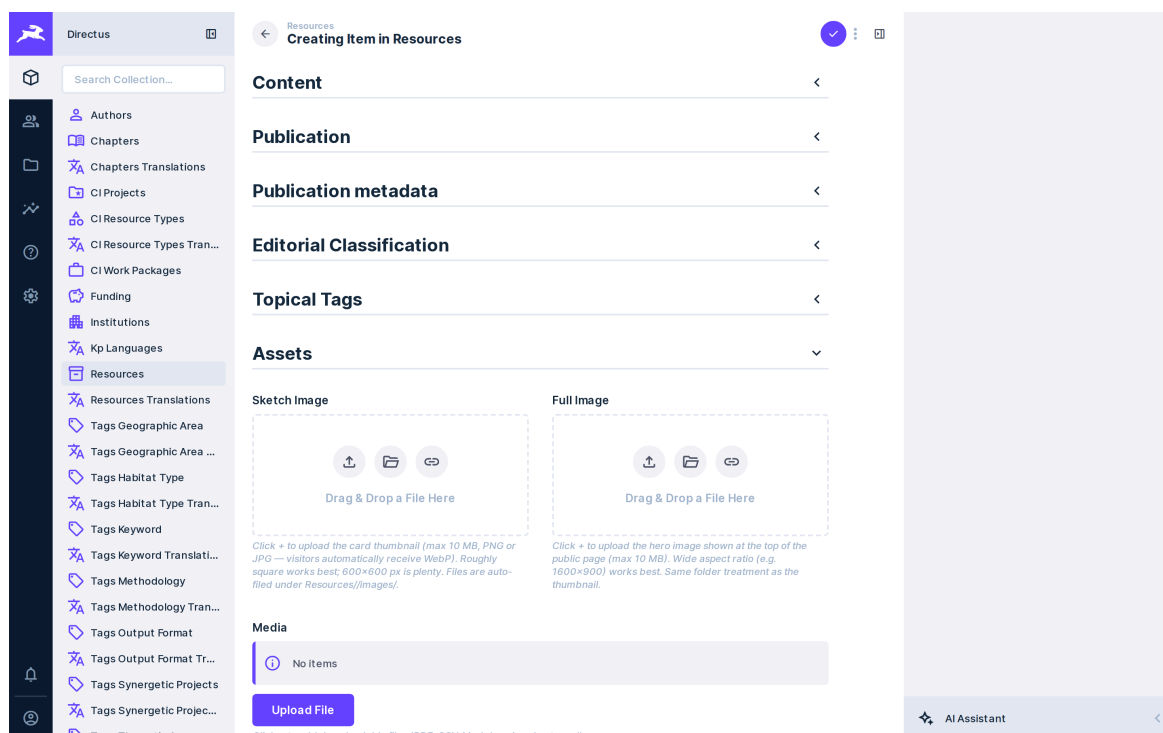 Directus
Search Collection...
Authors
Chapters
Chapters Translations
CI Projects
CI Resource Types
CI Resource Types Tran...
CI Work Packages
Funding
Institutions
Kp Languages
Resources
Resources Translations
Tags Geographic Area
Tags Geographic Area ...
Tags Habitat Type
Tags Habitat Type Tran...
Tags Keyword
Tags Keyword Translati...
Tags Methodology
Tags Methodology Tran...
Tags Output Format
Tags Output Format Tr...
Tags Synergetic Projects
Tags Synergetic Projec...
Resources
Creating Item in Resources
Content
Publication
Publication metadata
Editorial Classification
Topical Tags
Assets
Sketch Image
Drag & Drop a File Here
Click + to upload the card thumbnail (max 10 MB, PNG or
JPG — visitors automatically receive WebP). Roughly
square works best; 600×600 px is plenty. Files are auto-
filed under Resources//images/.
Full Image
Drag & Drop a File Here
Click + to upload the hero image shown at the top of the
public page (max 10 MB). Wide aspect ratio (e.g.
1600×900) works best. Same folder treatment as the
thumbnail.
Media
No items
Upload File
AI Assistant